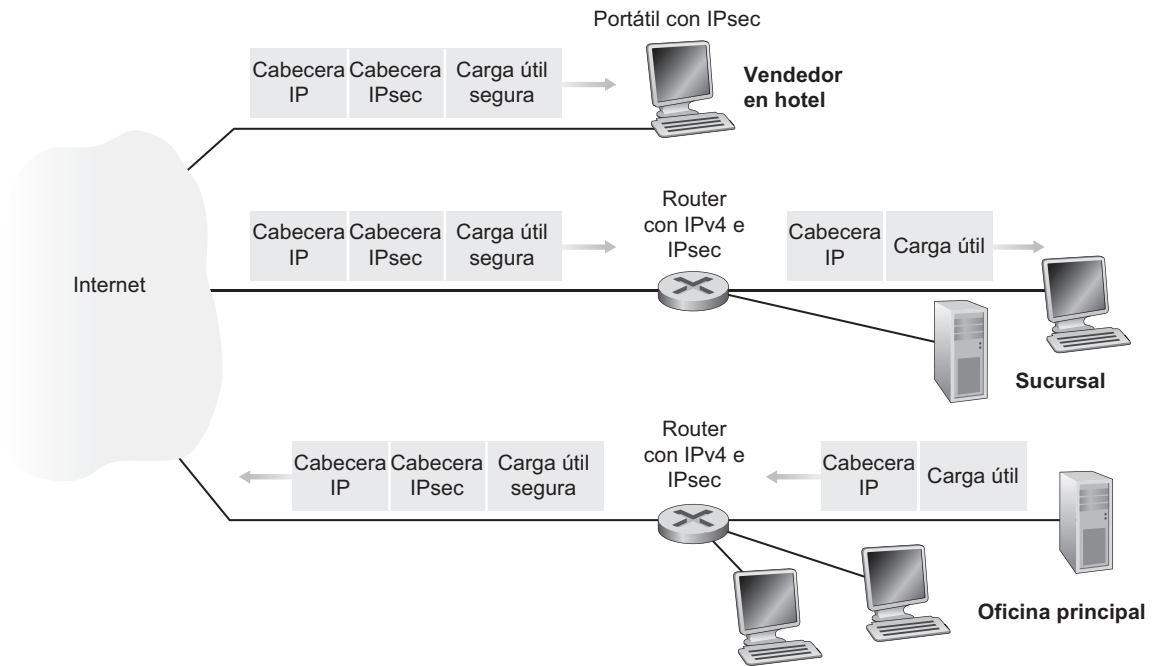 Portátil con IPsec
Cabecera IP
Cabecera IPsec
Carga útil segura
Vendedor
en hotel
Cabecera IP
Cabecera IPsec
Carga útil segura
Router
con IPv4 e
IPsec
Cabecera IP
Carga útil
Internet
Sucursal
Cabecera IP
Cabecera IPsec
Carga útil segura
Router
con IPv4 e
IPsec
Cabecera IP
Carga útil
Oficina principal